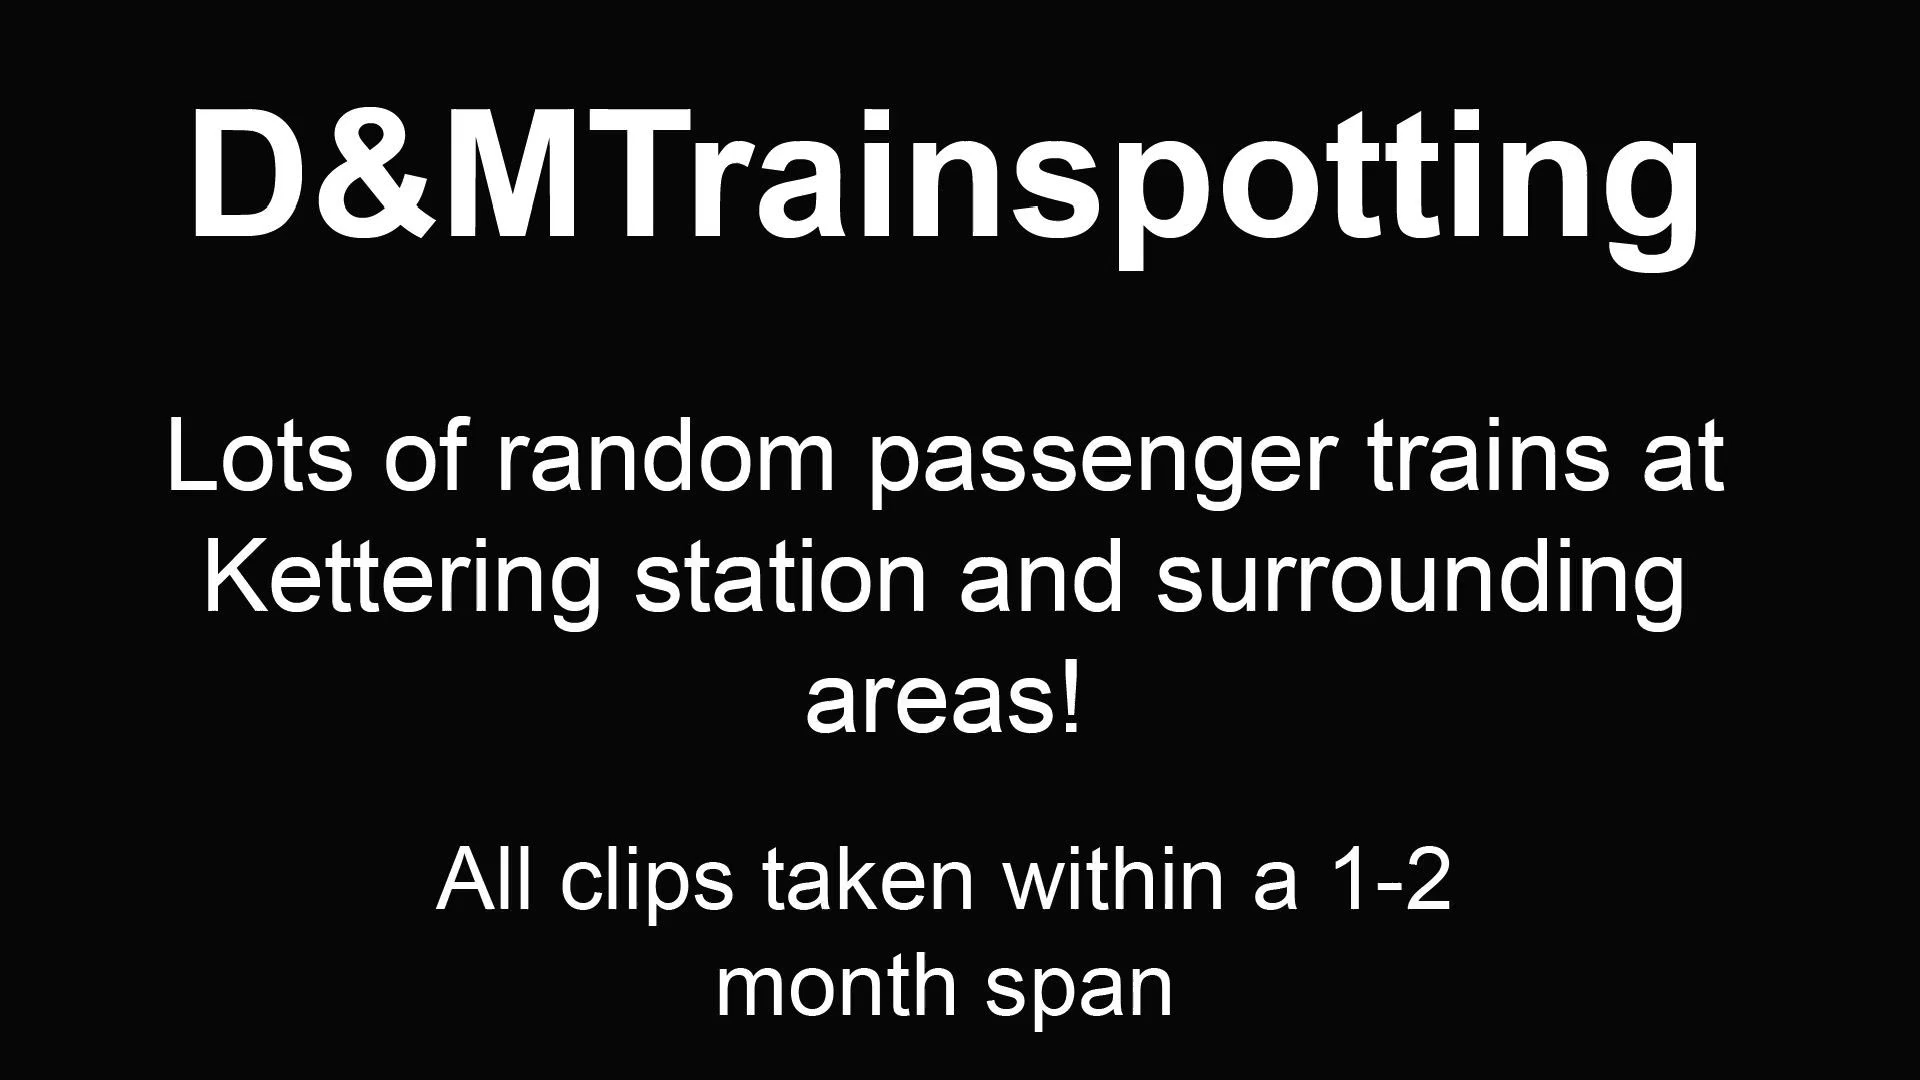 D&MTrainspotting
Lots of random passenger trains at
Kettering station and surrounding
areas!
All clips taken within a 1-2
month span